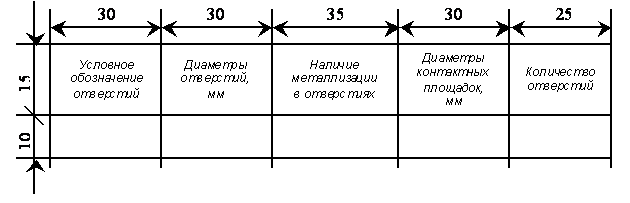 30 30 35 30 25
15
Условное
обозначение
отверстий
Диаметры
отверстий,
мм
Наличие
металлизации
в отверстиях
Диаметры
контактных
площадок,
мм
Количество
отверстий
10